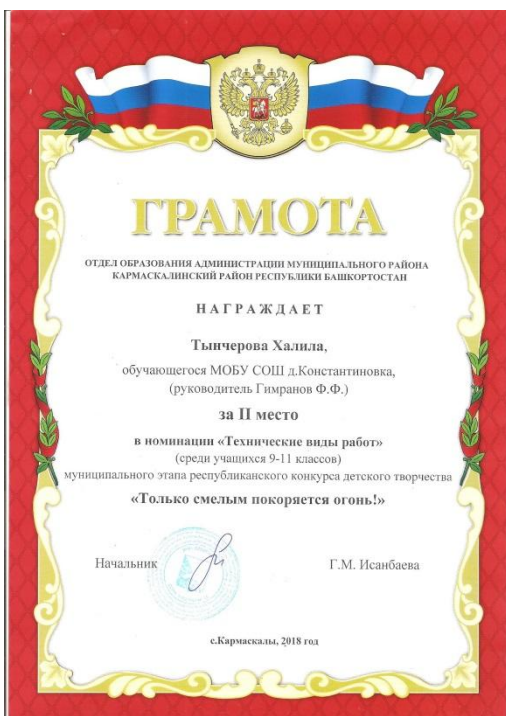 ГРАМОТА
ОТДЕЛ ОБРАЗОВАНИЯ АДМИНИСТРАЦИИ МУНИЦИПАЛЬНОГО РАЙОНА
КАРМАСКАЛИНСКИЙ РАЙОН РЕСПУБЛИКИ БАШКОРТОСТАН
НАГРАЖДАЕТ
Тынчерова Халила,
обучающегося МОБУ СОШ д.Константиновка,
(руководитель Гимранов Ф.Ф.)
за II место
в номинации «Технические виды работ»
(среди учащихся 9-11 классов)
муниципального этапа республиканского конкурса детского творчества
«Только смелым покоряется огонь!»
Начальник Г.М. Исанбаева
с.Кармаскалы, 2018 год